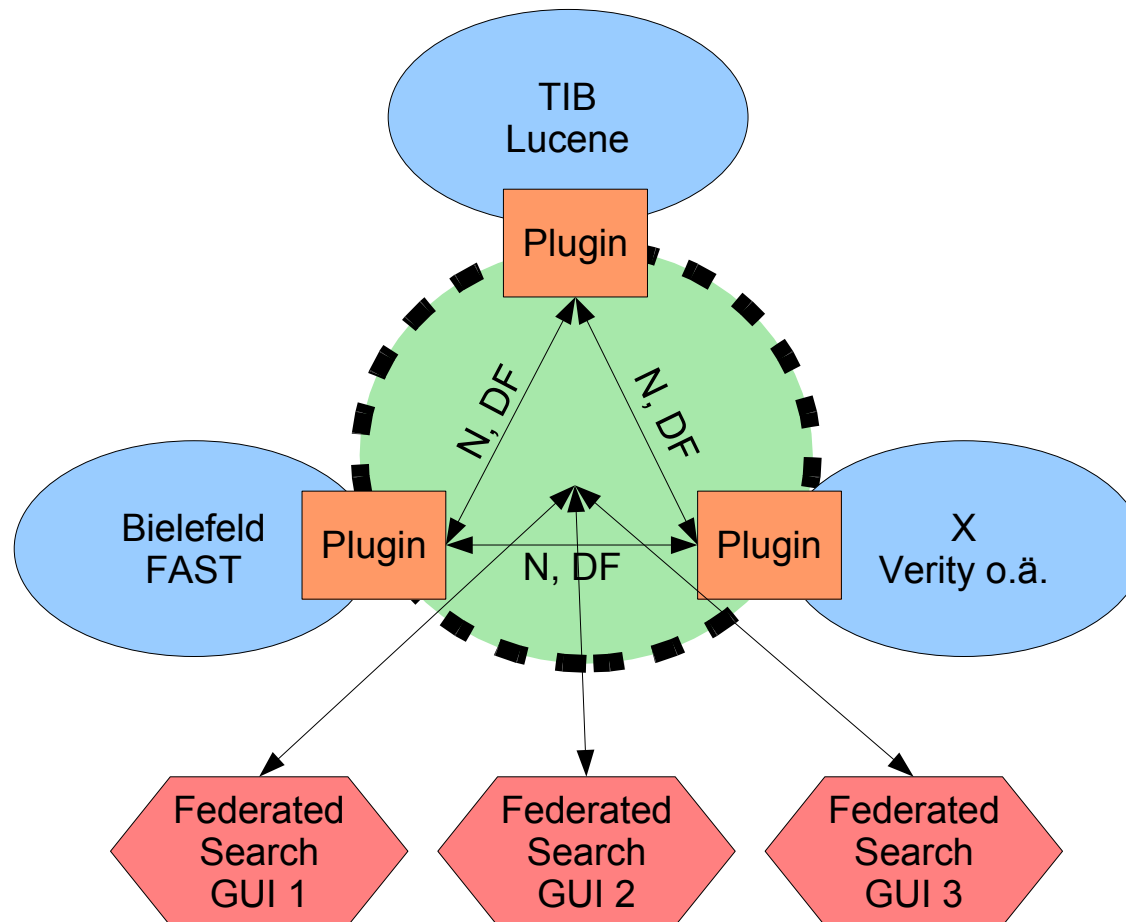 TIB
Lucene
Plugin
N, DF
N, DF
Bielefeld
FAST
Plugin
N, DF
Plugin
X
Verity o.ä.
Federated
Search
GUI 1
Federated
Search
GUI 2
Federated
Search
GUI 3